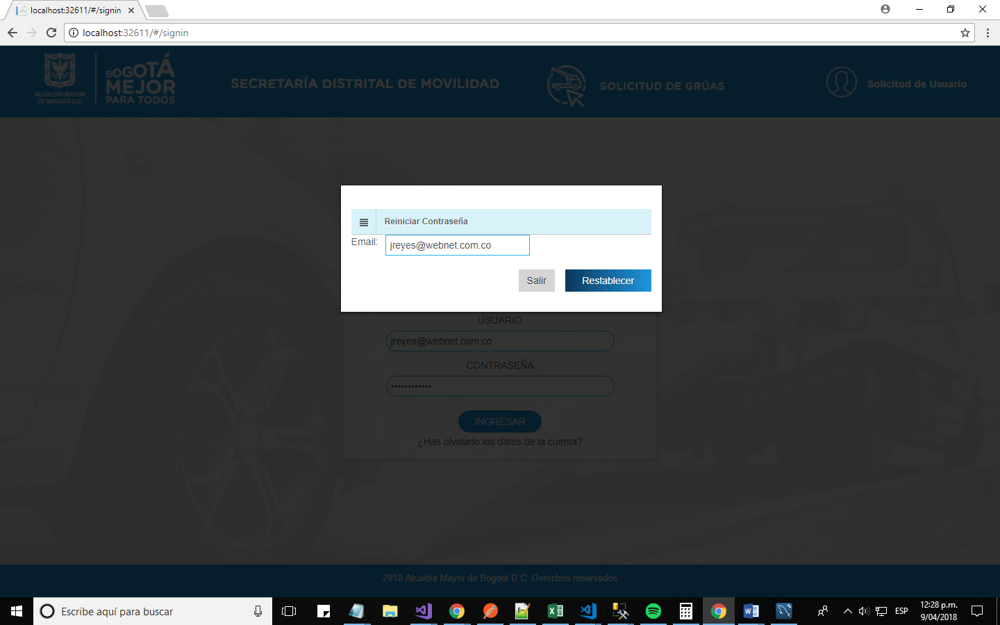 localhost:32611/#/signin
localhost:32611/#/signin
ALCALDÍA MAYOR
DE BOGOTÁ D.C.
BOGOTÁ
MEJOR
PARA TODOS
SECRETARÍA DISTRITAL DE MOVILIDAD
SOLICITUD DE GRÚAS
Solicitud de Usuario
Reiniciar Contraseña
Email:
jreyes@webnet.com.co
Salir
Restablecer
USUARIO
jreyes@webnet.com.co
CONTRASEÑA
••••••••••••
INGRESAR
¿Has olvidado los datos de la cuenta?
2018 Alcaldía Mayor de Bogotá D.C. Derechos reservados
Escribe aquí para buscar
ESP
12:28 p.m.
9/04/2018